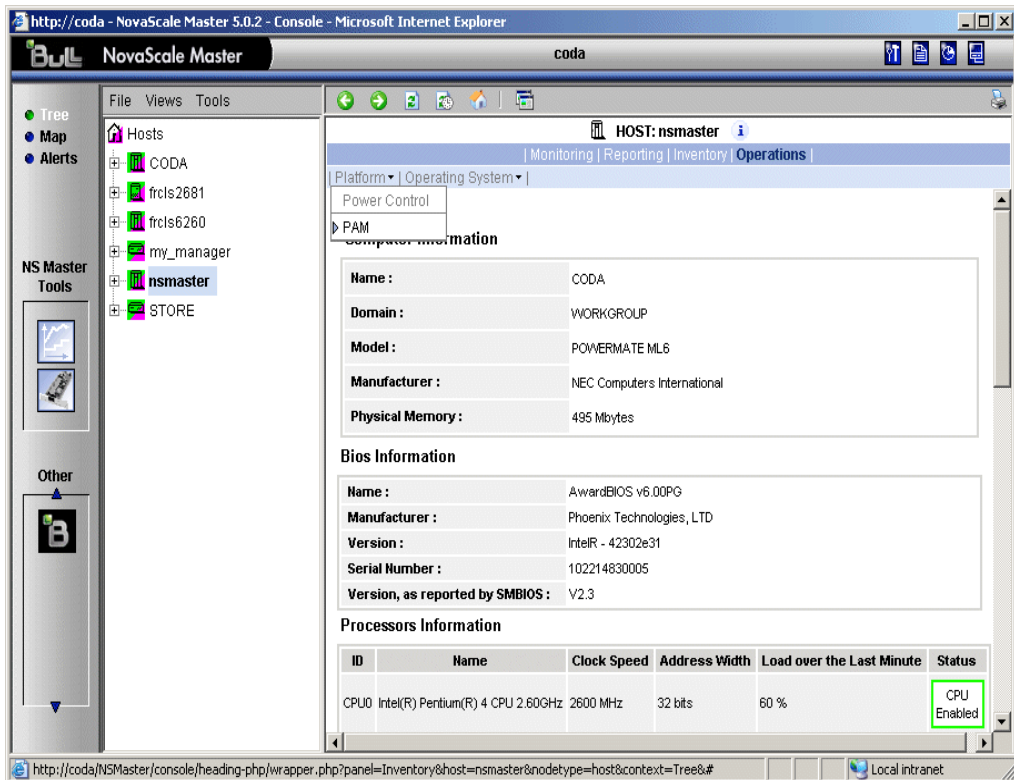 http://coda - NovaScale Master 5.0.2 - Console - Microsoft Internet Explorer
Bull NovaScale Master coda
Tree
Map
Alerts
NS Master
Tools
Other
B
File Views Tools
Hosts
CODA
frcls2681
frcls6260
my_manager
nsmaster
STORE
HOST: nsmaster i
| Monitoring | Reporting | Inventory | Operations |
| Platform | Operating System |
Power Control
PAM
Computer Information
Name : CODA
Domain : WORKGROUP
Model : POWERMATE ML6
Manufacturer : NEC Computers International
Physical Memory : 495 Mbytes
Bios Information
Name : AwardBIOS v6.00PG
Manufacturer : Phoenix Technologies, LTD
Version : IntelR - 42302e31
Serial Number : 102214830005
Version, as reported by SMBIOS : V2.3
Processors Information
ID Name Clock Speed Address Width Load over the Last Minute Status
CPU0 Intel(R) Pentium(R) 4 CPU 2.60GHz 2600 MHz 32 bits 60 % CPU Enabled
http://coda/NSMaster/console/heading-php/wrapper.php?panel=Inventory&host=nsmaster&nodetype=host&context=Tree&# Local intranet